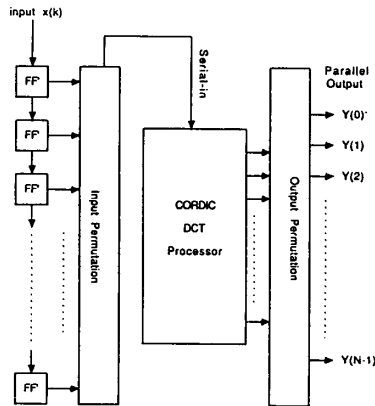 input x(k)
FF
FF
FF
FF
Input Permutation
Serial-in
CORDIC
DCT
Processor
Output Permutation
Parallel
Output
Y(0)
Y(1)
Y(2)
Y(N-1)